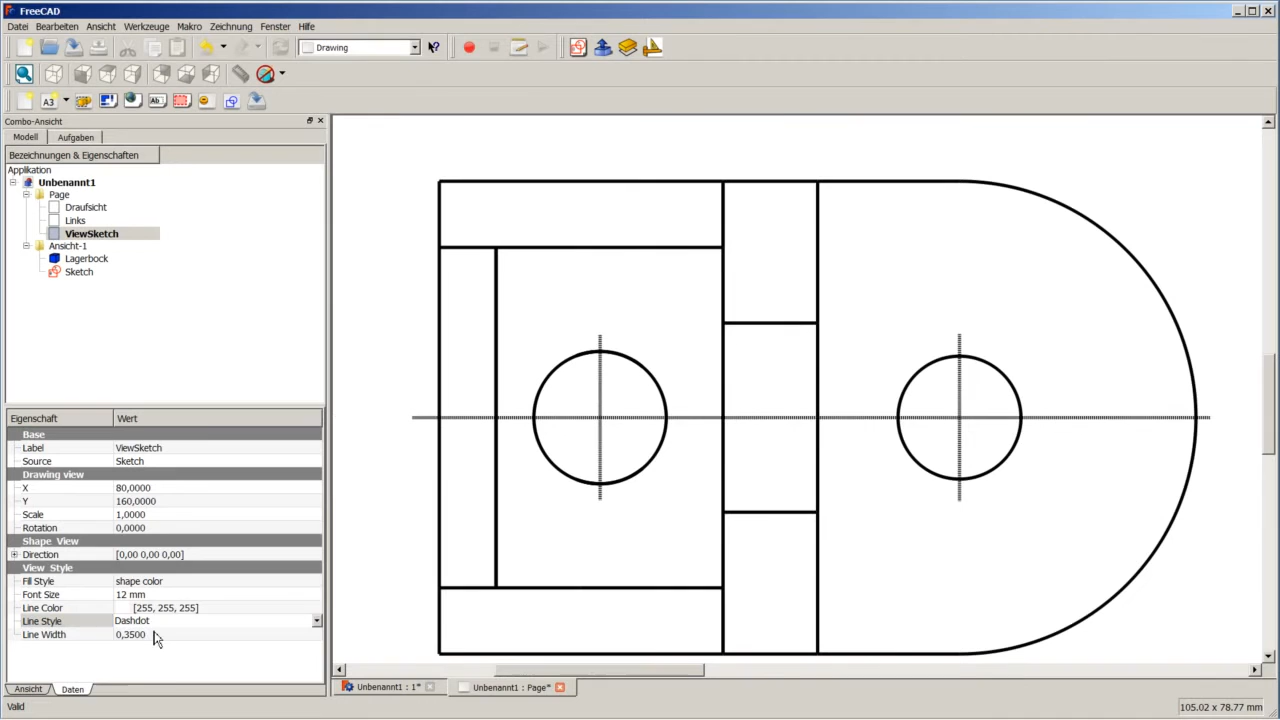 FreeCAD
Datei Bearbeiten Ansicht Werkzeuge Makro Zeichnung Fenster Hilfe
Drawing
A3
Ab
Combo-Ansicht
Modell Aufgaben
Bezeichnungen & Eigenschaften
Applikation
Unbenannt1
Page
Draufsicht
Links
ViewSketch
Ansicht-1
Lagerbock
Sketch
Eigenschaft Wert
Base
Label ViewSketch
Source Sketch
Drawing view
X 80,0000
Y 160,0000
Scale 1,0000
Rotation 0,0000
Shape View
Direction [0,00 0,00 0,00]
View Style
Fill Style shape color
Font Size 12 mm
Line Color [255, 255, 255]
Line Style Dashdot
Line Width 0,3500
Ansicht Daten
Unbenannt1 : 1* Unbenannt1 : Page*
Valid 105.02 x 78.77 mm